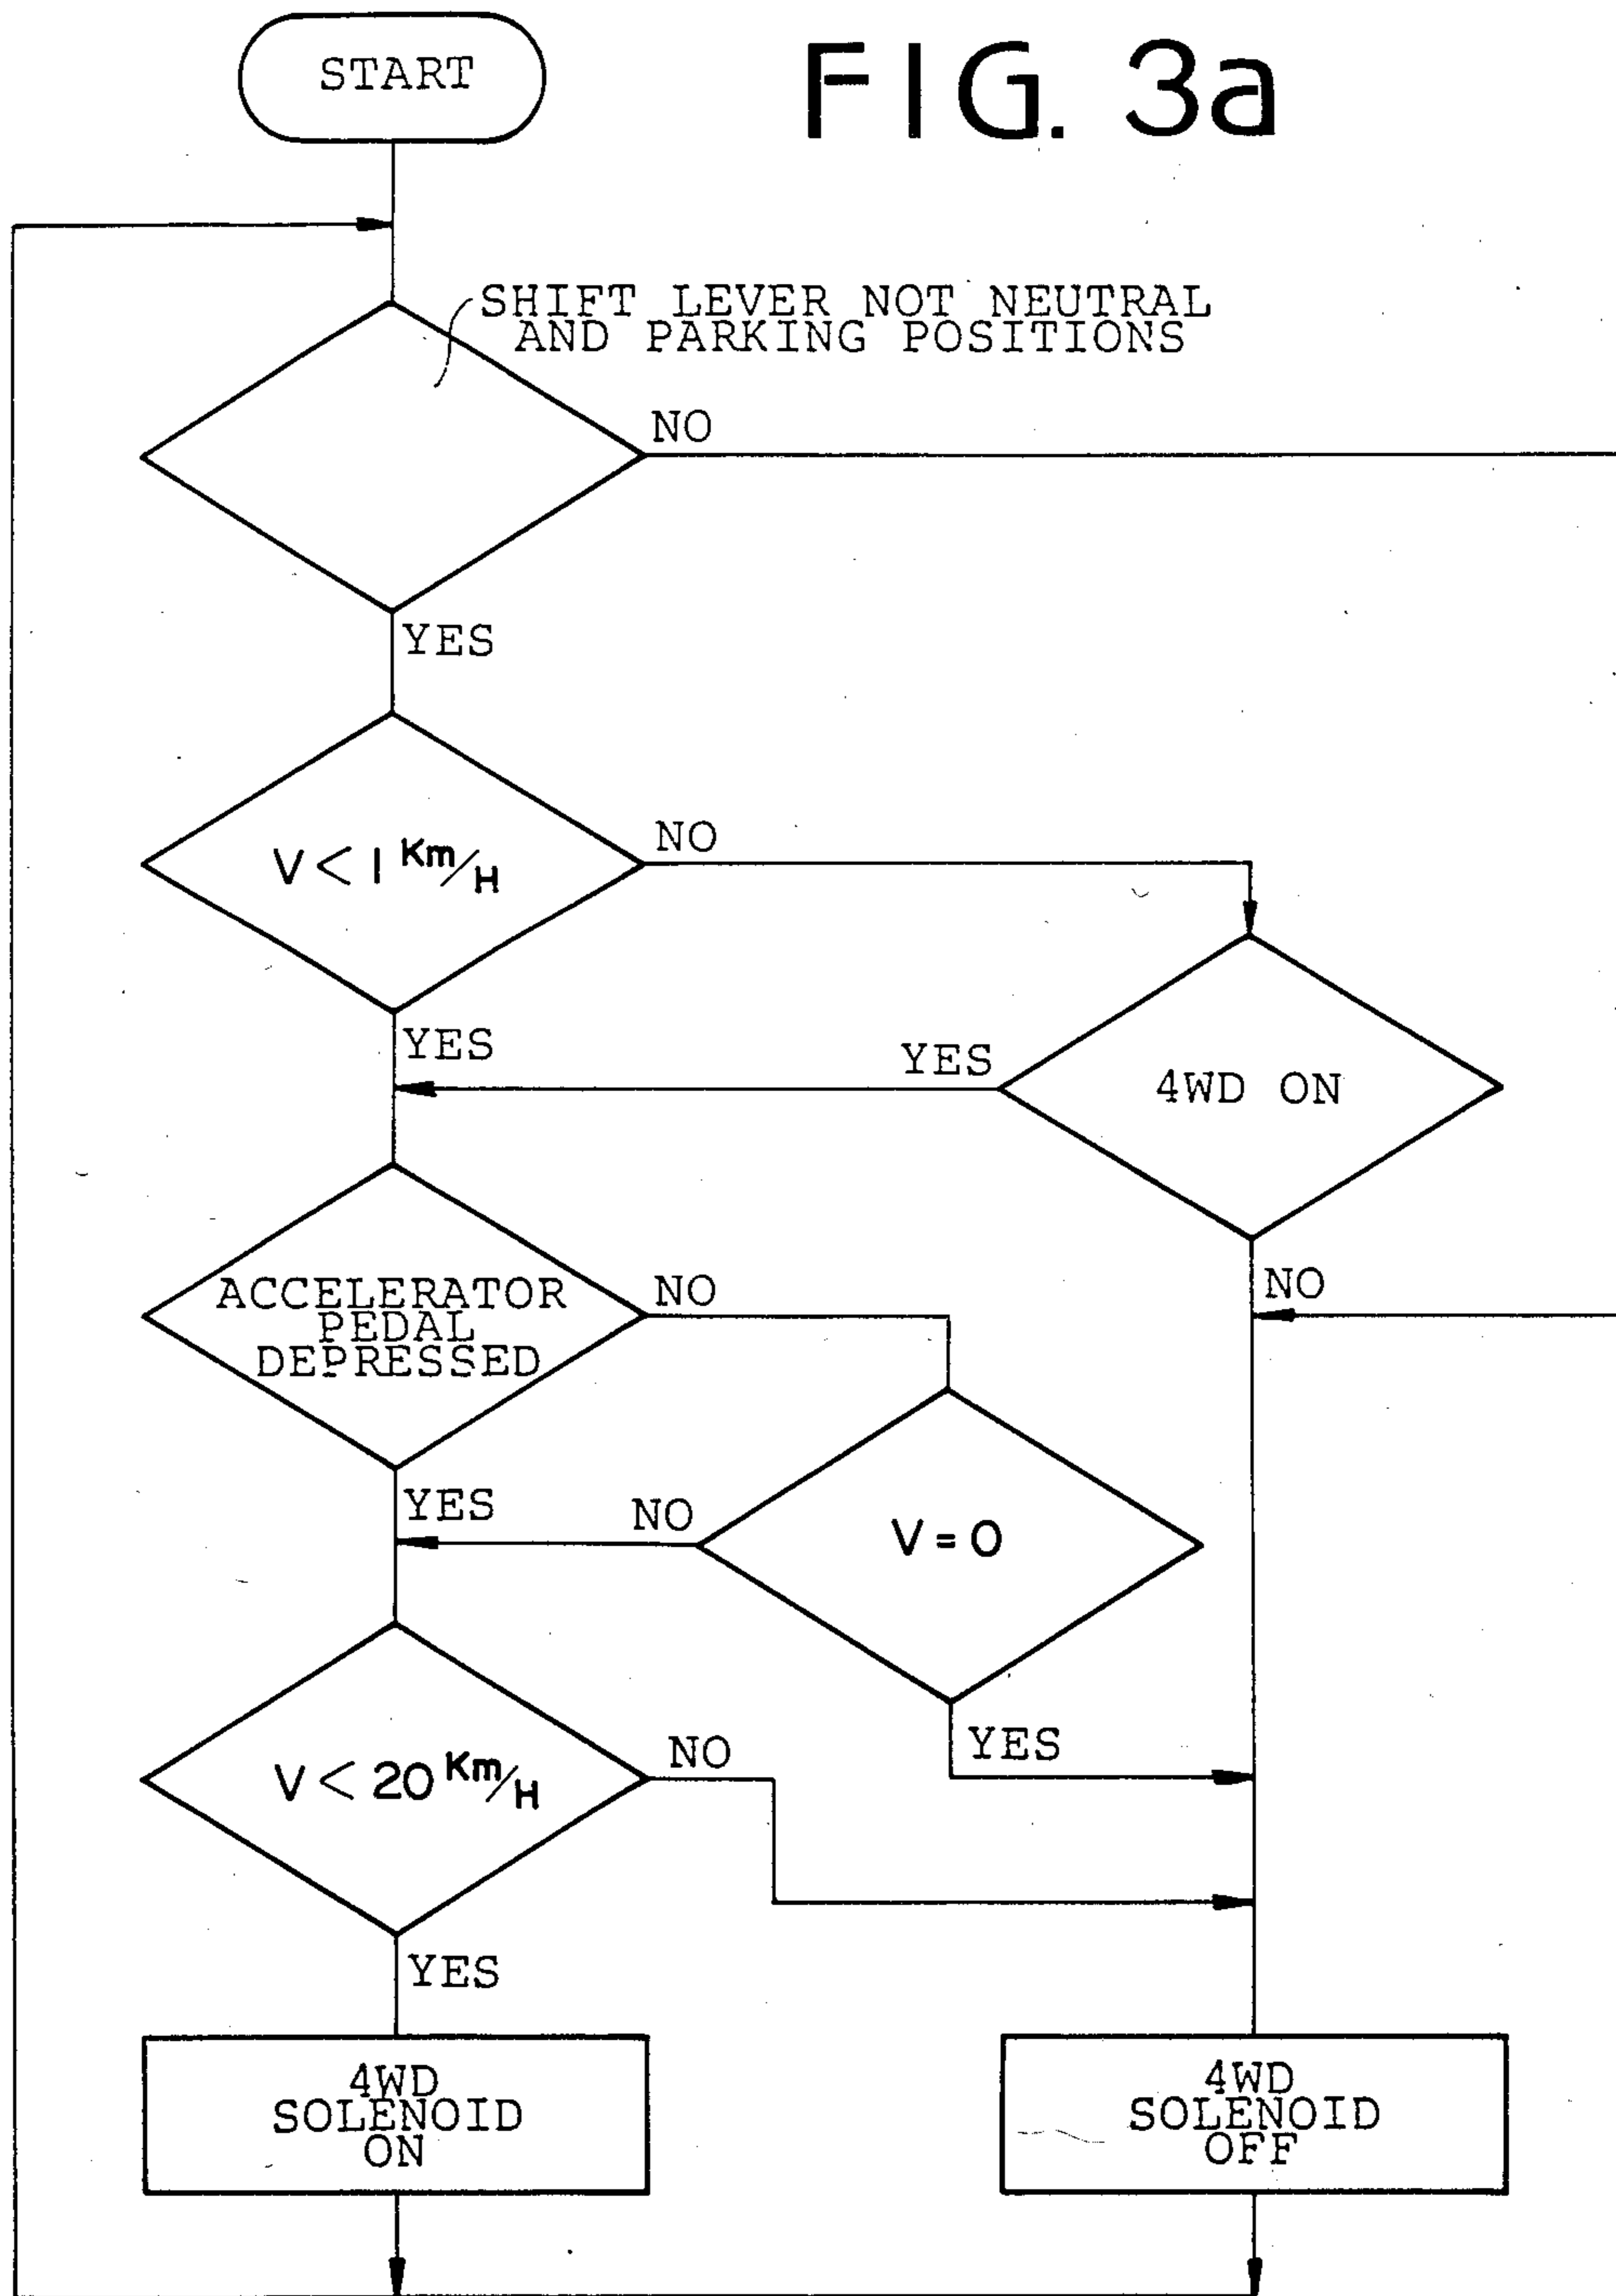 START
FIG. 3a
SHIFT LEVER NOT NEUTRAL
AND PARKING POSITIONS
NO
YES
V < 1 Km/H
NO
YES
YES
4WD ON
NO
ACCELERATOR
PEDAL
DEPRESSED
NO
YES
NO
V = 0
YES
V < 20 Km/H
NO
YES
4WD
SOLENOID
ON
4WD
SOLENOID
OFF